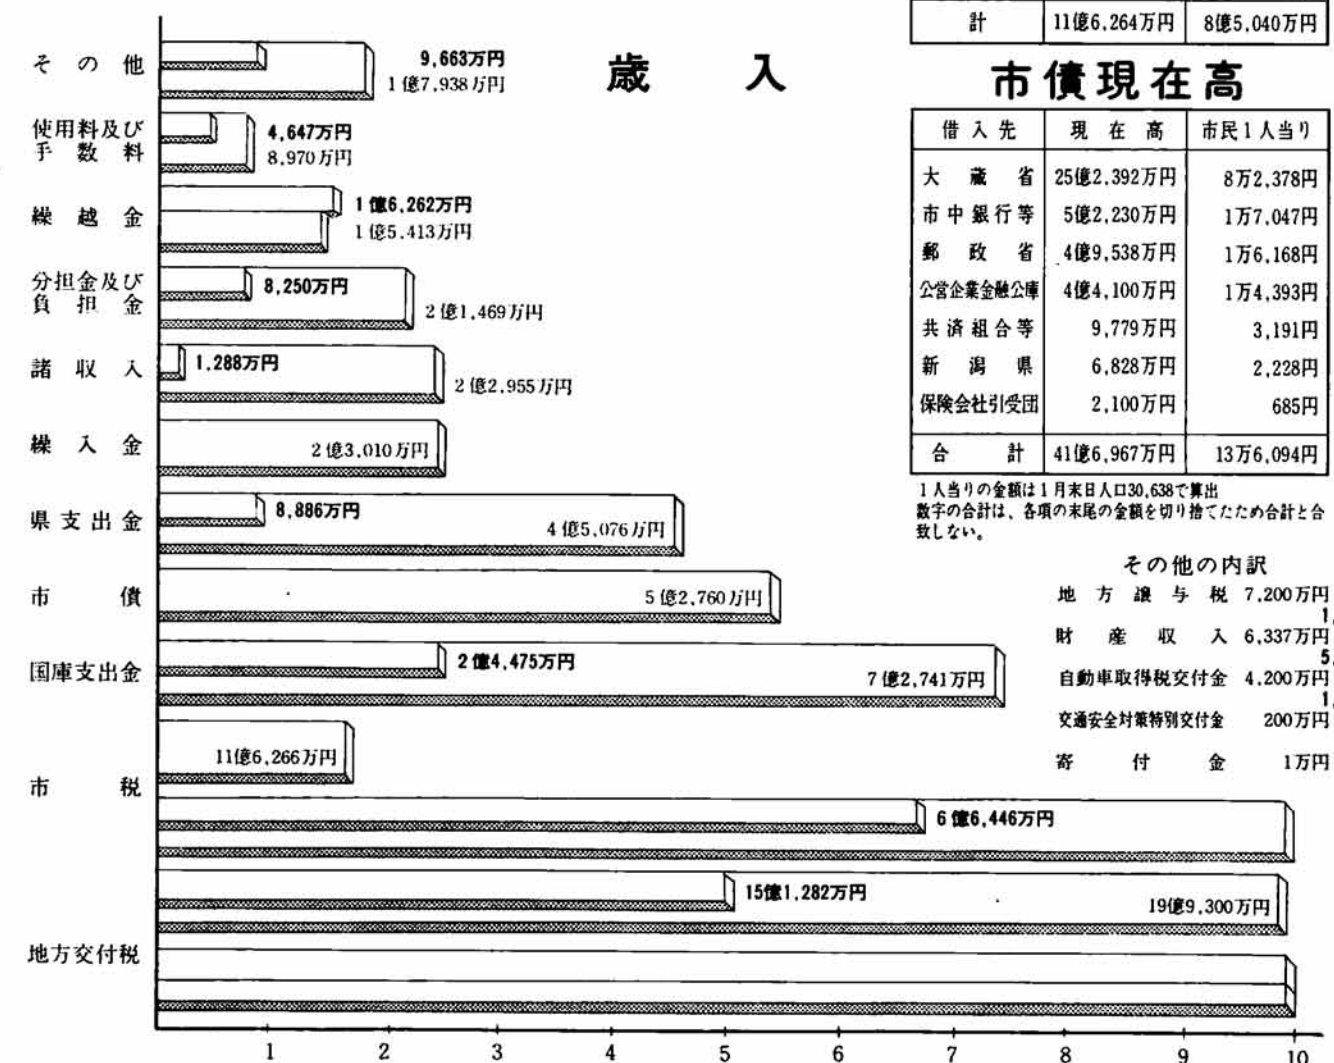 歳入
その他
9,663万円
1億7,938万円
使用料及び
手数料
4,647万円
8,970万円
繰越金
1億6,262万円
1億5,413万円
分担金及び
負担金
8,250万円
2億1,469万円
諸収入
1,288万円
2億2,955万円
繰入金
2億3,010万円
県支出金
8,886万円
4億5,076万円
市債
5億2,760万円
国庫支出金
2億4,475万円
7億2,741万円
市税
11億6,266万円
6億6,446万円
地方交付税
15億1,282万円
19億9,300万円
1 2 3 4 5 6 7 8 9 10
計 11億6,264万円 8億5,040万円
市債現在高
借入先 現在高 市民1人当り
大蔵省 25億2,392万円 8万2,378円
市中銀行等 5億2,230万円 1万7,047円
郵政省 4億9,538万円 1万6,168円
公営企業金融公庫 4億4,100万円 1万4,393円
共済組合等 9,779万円 3,191円
新潟県 6,828万円 2,228円
保険会社引受団 2,100万円 685円
合計 41億6,967万円 13万6,094円
1人当りの金額は1月末日人口30,638で算出
数字の合計は、各項の末尾の金額を切り捨てたため合計と合
致しない。
その他の内訳
地方譲与税 7,200万円
1,
財産収入 6,337万円
5,
自動車取得税交付金 4,200万円
1,
交通安全対策特別交付金 200万円
寄付金 1万円